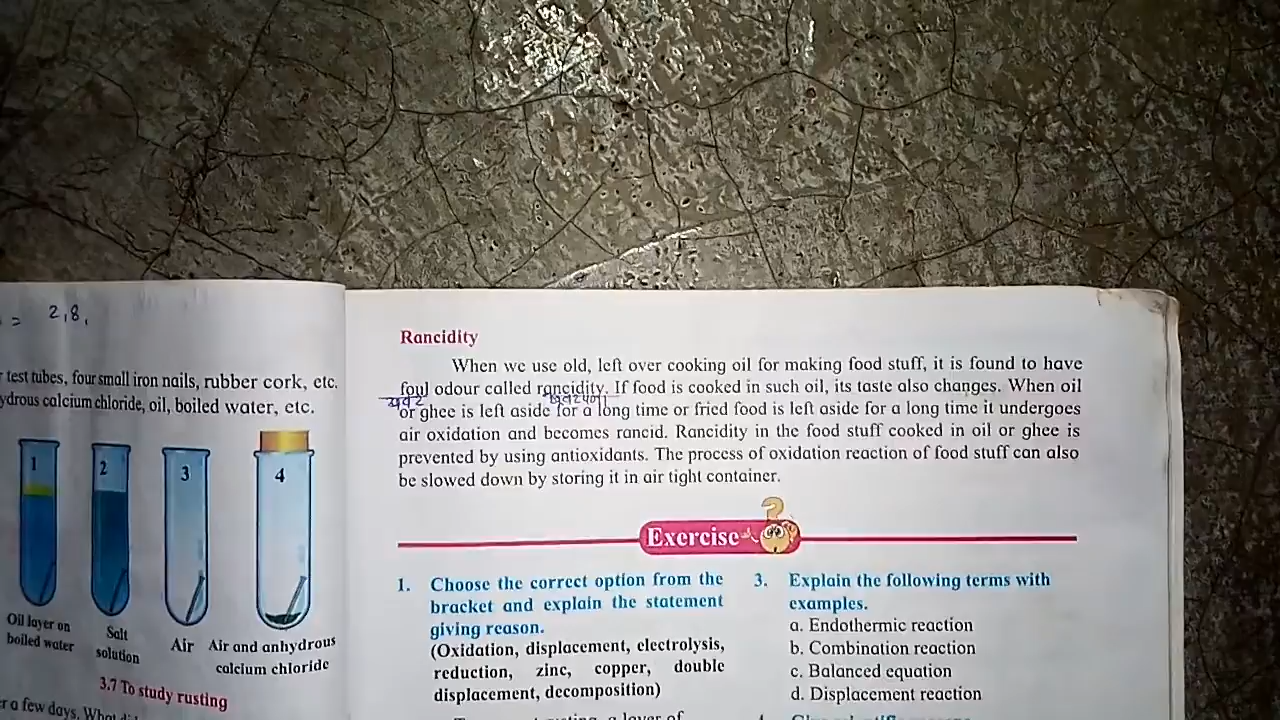 = 2,8,
test tubes, four small iron nails, rubber cork, etc.
calcium chloride, oil, boiled water, etc.
1
2
3
4
Oil layer on
boiled water
Salt
solution
Air
Air and anhydrous
calcium chloride
3.7 To study rusting
a few days. What
Rancidity
When we use old, left over cooking oil for making food stuff, it is found to have
foul odour called rancidity. If food is cooked in such oil, its taste also changes. When oil
or ghee is left aside for a long time or fried food is left aside for a long time it undergoes
air oxidation and becomes rancid. Rancidity in the food stuff cooked in oil or ghee is
prevented by using antioxidants. The process of oxidation reaction of food stuff can also
be slowed down by storing it in air tight container.
Exercise
1. Choose the correct option from the
bracket and explain the statement
giving reason.
(Oxidation, displacement, electrolysis,
reduction, zinc, copper, double
displacement, decomposition)
a layer of
3. Explain the following terms with
examples.
a. Endothermic reaction
b. Combination reaction
c. Balanced equation
d. Displacement reaction